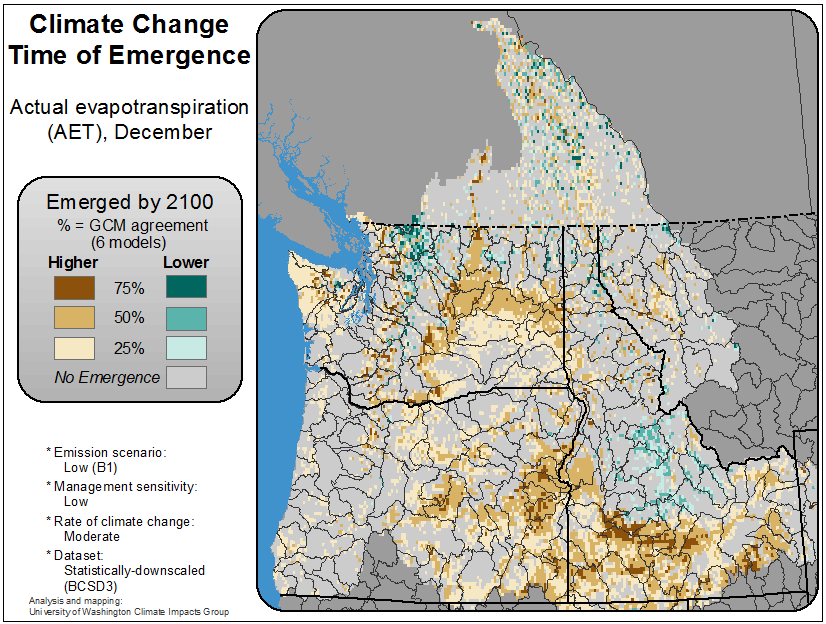 Climate Change
Time of Emergence
Actual evapotranspiration
(AET), December
Emerged by 2100
% = GCM agreement
(6 models)
Higher Lower
75%
50%
25%
No Emergence
* Emission scenario:
Low (B1)
* Management sensitivity:
Low
* Rate of climate change:
Moderate
* Dataset:
Statistically-downscaled
(BCSD3)
Analysis and mapping:
University of Washington Climate Impacts Group